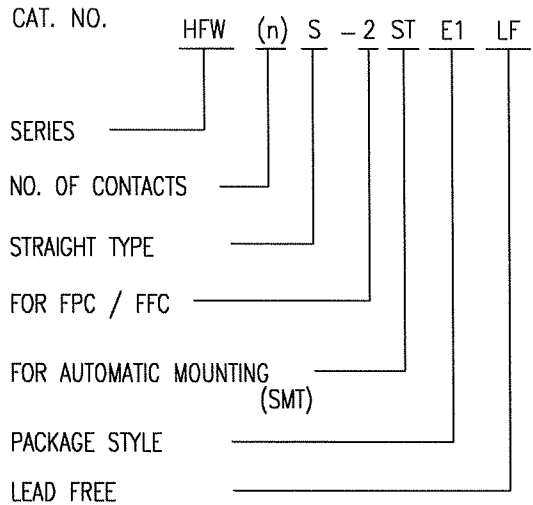 CAT. NO.
HFW (n) S - 2 ST E1 LF
SERIES
NO. OF CONTACTS
STRAIGHT TYPE
FOR FPC / FFC
FOR AUTOMATIC MOUNTING
(SMT)
PACKAGE STYLE
LEAD FREE